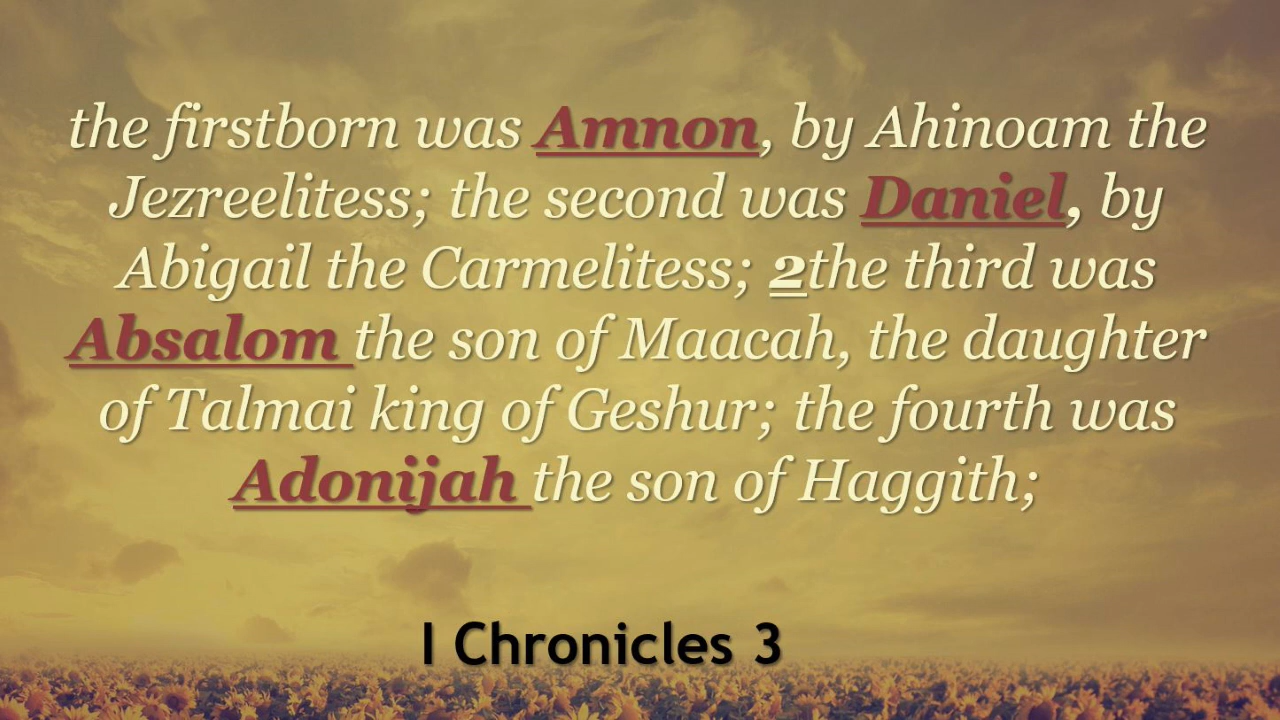 the firstborn was Amnon, by Ahinoam the
Jezreelitess; the second was Daniel, by
Abigail the Carmelitess; 2the third was
Absalom the son of Maacah, the daughter
of Talmai king of Geshur; the fourth was
Adonijah the son of Haggith;
I Chronicles 3